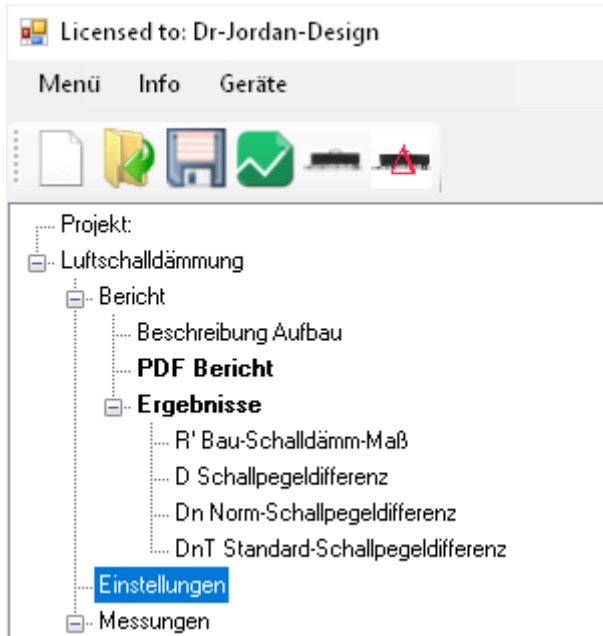 Licensed to: Dr-Jordan-Design
Menü Info Geräte
Projekt:
Luftschalldämmung
Bericht
Beschreibung Aufbau
PDF Bericht
Ergebnisse
R' Bau-Schalldämm-Maß
D Schallpegeldifferenz
Dn Norm-Schallpegeldifferenz
DnT Standard-Schallpegeldifferenz
Einstellungen
Messungen